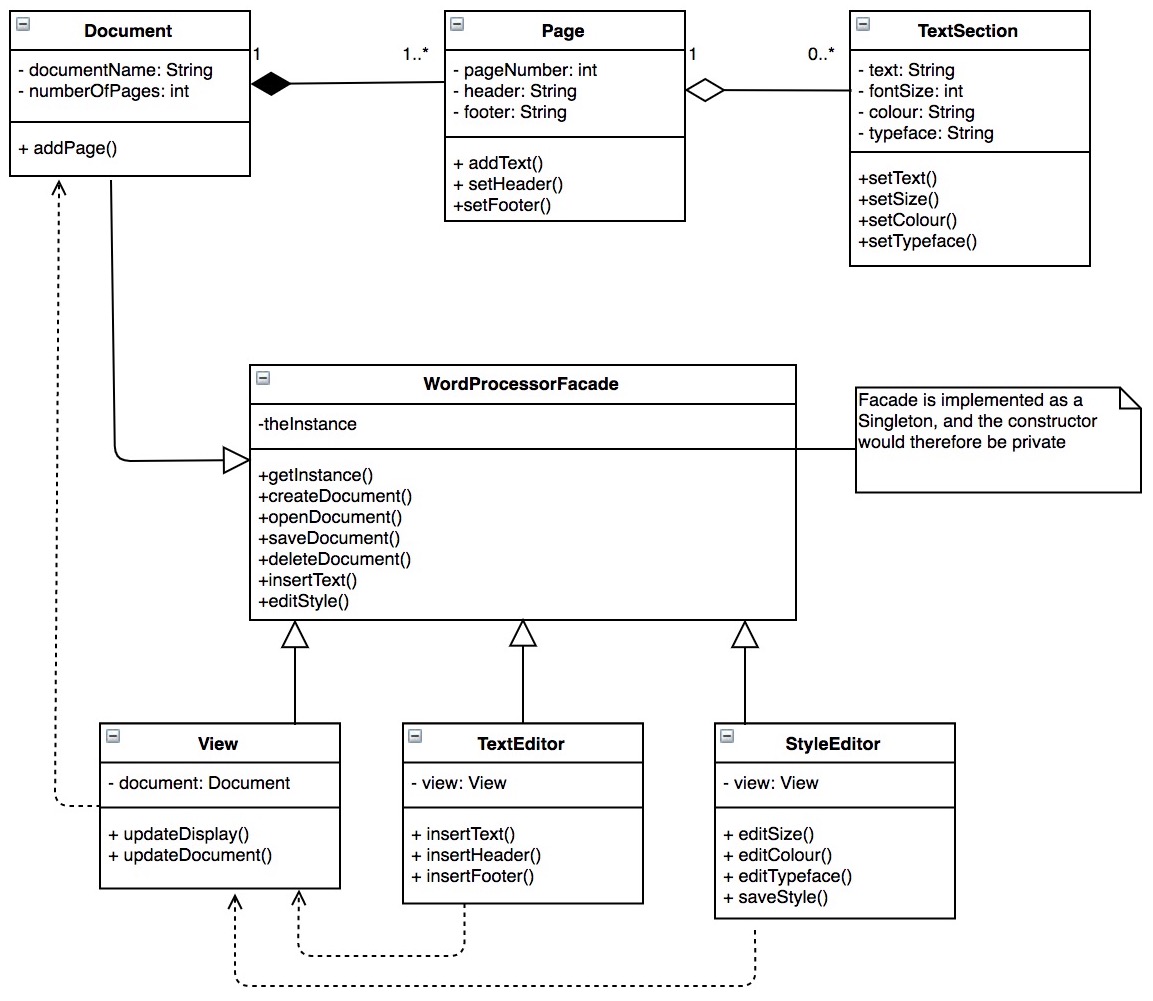 Document
- documentName: String
- numberOfPages: int
+ addPage()
1
1..*
Page
- pageNumber: int
- header: String
- footer: String
+ addText()
+ setHeader()
+setFooter()
1
0..*
TextSection
- text: String
- fontSize: int
- colour: String
- typeface: String
+setText()
+setSize()
+setColour()
+setTypeface()
WordProcessorFacade
-theInstance
+getInstance()
+createDocument()
+openDocument()
+saveDocument()
+deleteDocument()
+insertText()
+editStyle()
Facade is implemented as a
Singleton, and the constructor
would therefore be private
View
- document: Document
+ updateDisplay()
+ updateDocument()
TextEditor
- view: View
+ insertText()
+ insertHeader()
+ insertFooter()
StyleEditor
- view: View
+ editSize()
+ editColour()
+ editTypeface()
+ saveStyle()